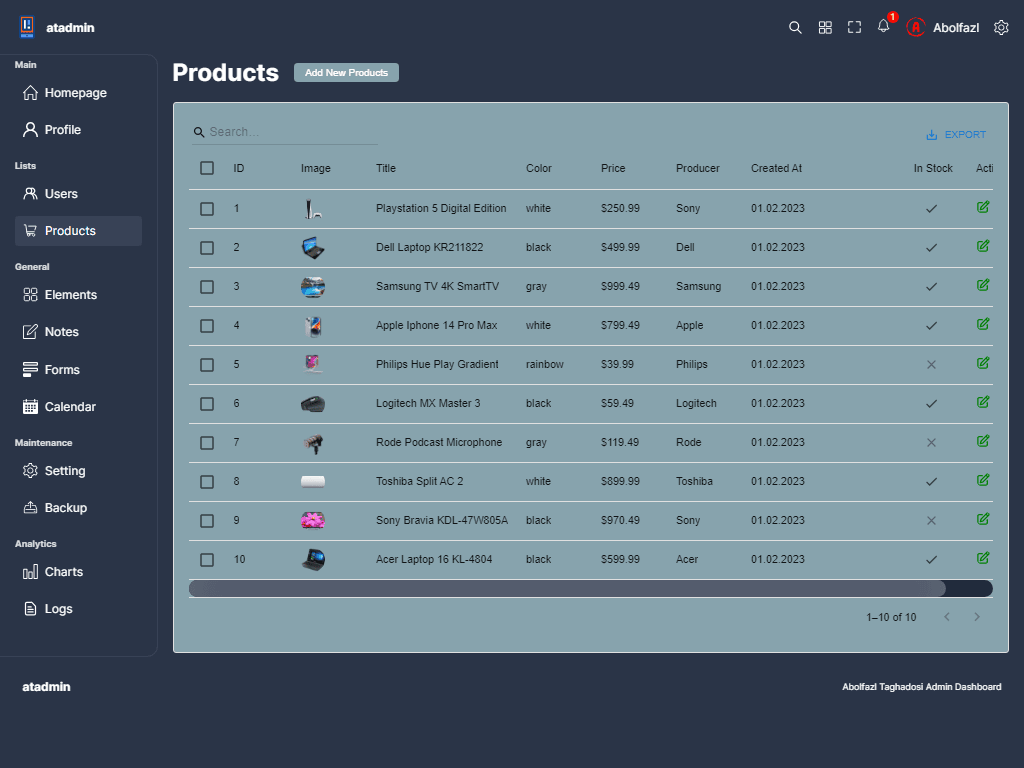 atadmin
1
Abolfazl
Main
Homepage
Profile
Lists
Users
Products
General
Elements
Notes
Forms
Calendar
Maintenance
Setting
Backup
Analytics
Charts
Logs
Products
Add New Products
Search...
EXPORT
ID Image Title Color Price Producer Created At In Stock Acti
1 Playstation 5 Digital Edition white $250.99 Sony 01.02.2023
2 Dell Laptop KR211822 black $499.99 Dell 01.02.2023
3 Samsung TV 4K SmartTV gray $999.49 Samsung 01.02.2023
4 Apple Iphone 14 Pro Max white $799.49 Apple 01.02.2023
5 Philips Hue Play Gradient rainbow $39.99 Philips 01.02.2023
6 Logitech MX Master 3 black $59.49 Logitech 01.02.2023
7 Rode Podcast Microphone gray $119.49 Rode 01.02.2023
8 Toshiba Split AC 2 white $899.99 Toshiba 01.02.2023
9 Sony Bravia KDL-47W805A black $970.49 Sony 01.02.2023
10 Acer Laptop 16 KL-4804 black $599.99 Acer 01.02.2023
1–10 of 10
atadmin
Abolfazl Taghadosi Admin Dashboard